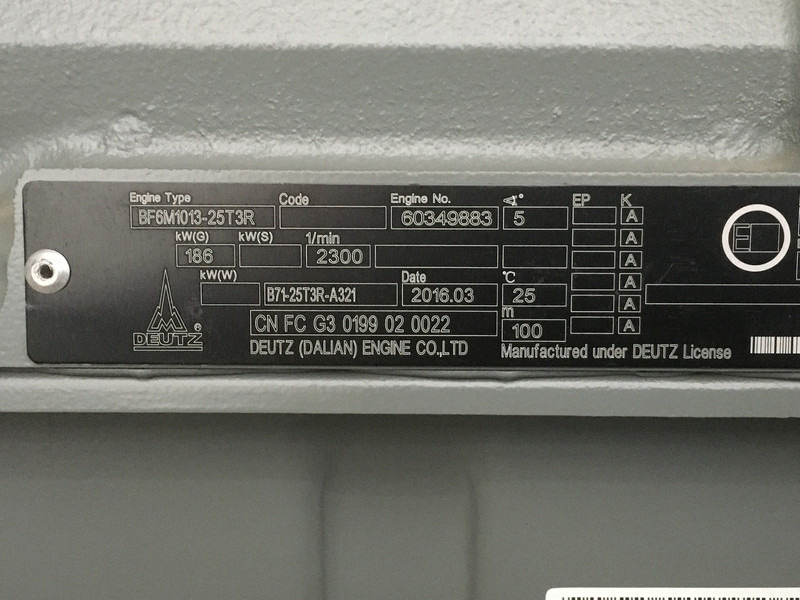 Engine Type Code Engine No. ∢° EP K
BF6M1013-25T3R 60349883 5 A
kW(G) kW(S) 1/min A
186 2300 A
kW(W) Date °C A
B71-25T3R-A321 2016.03 25 A
m
CN FC G3 0199 02 0022 100 A
DEUTZ ®
DEUTZ (DALIAN) ENGINE CO.,LTD Manufactured under DEUTZ License